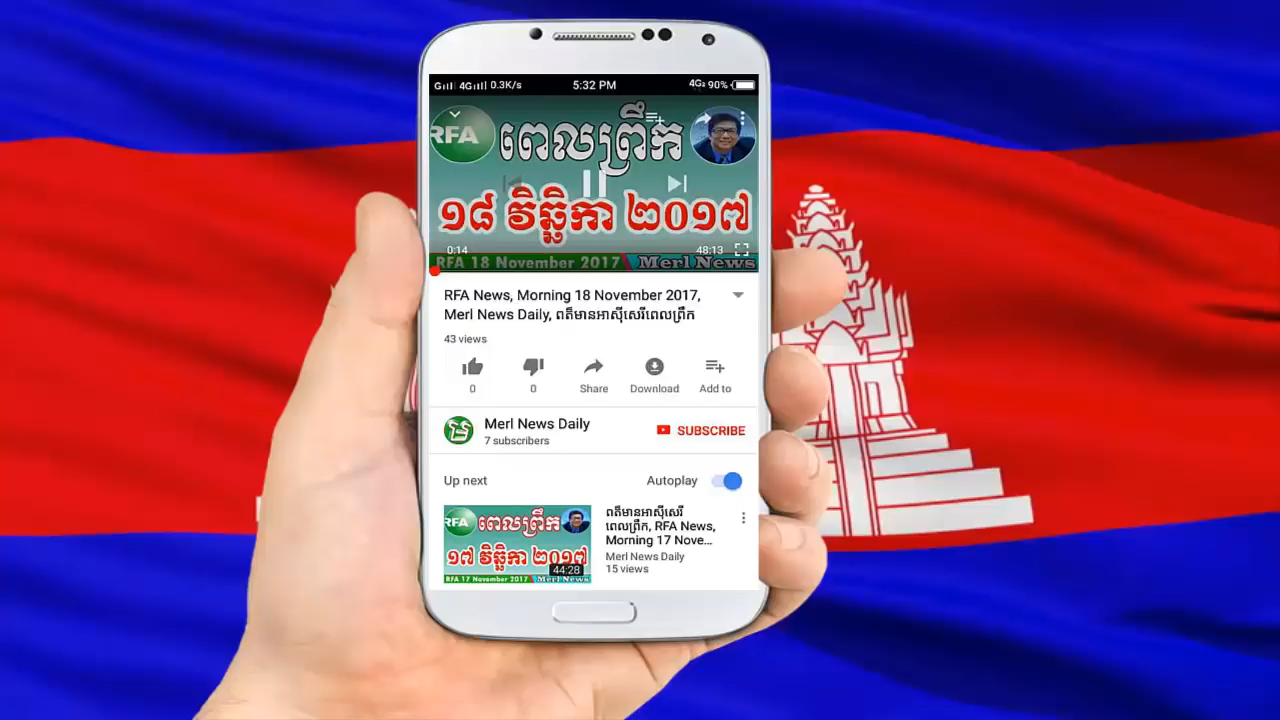 4G 0.3K/s 5:32 PM 4G 90%
RFA ពេលព្រឹក
១៨ វិច្ឆិកា ២០១៧
0:14 48:13
RFA 18 November 2017 Merl News
RFA News, Morning 18 November 2017,
Merl News Daily, ពត៌មានអាស៊ីសេរីពេលព្រឹក
43 views
0 0 Share Download Add to
Merl News Daily
7 subscribers
SUBSCRIBE
Up next Autoplay
RFA ពេលព្រឹក
១៧ វិច្ឆិកា ២០១៧
44:28
RFA 17 November 2017 Merl News
ពត៌មានអាស៊ីសេរី
ពេលព្រឹក, RFA News,
Morning 17 Nove...
Merl News Daily
15 views